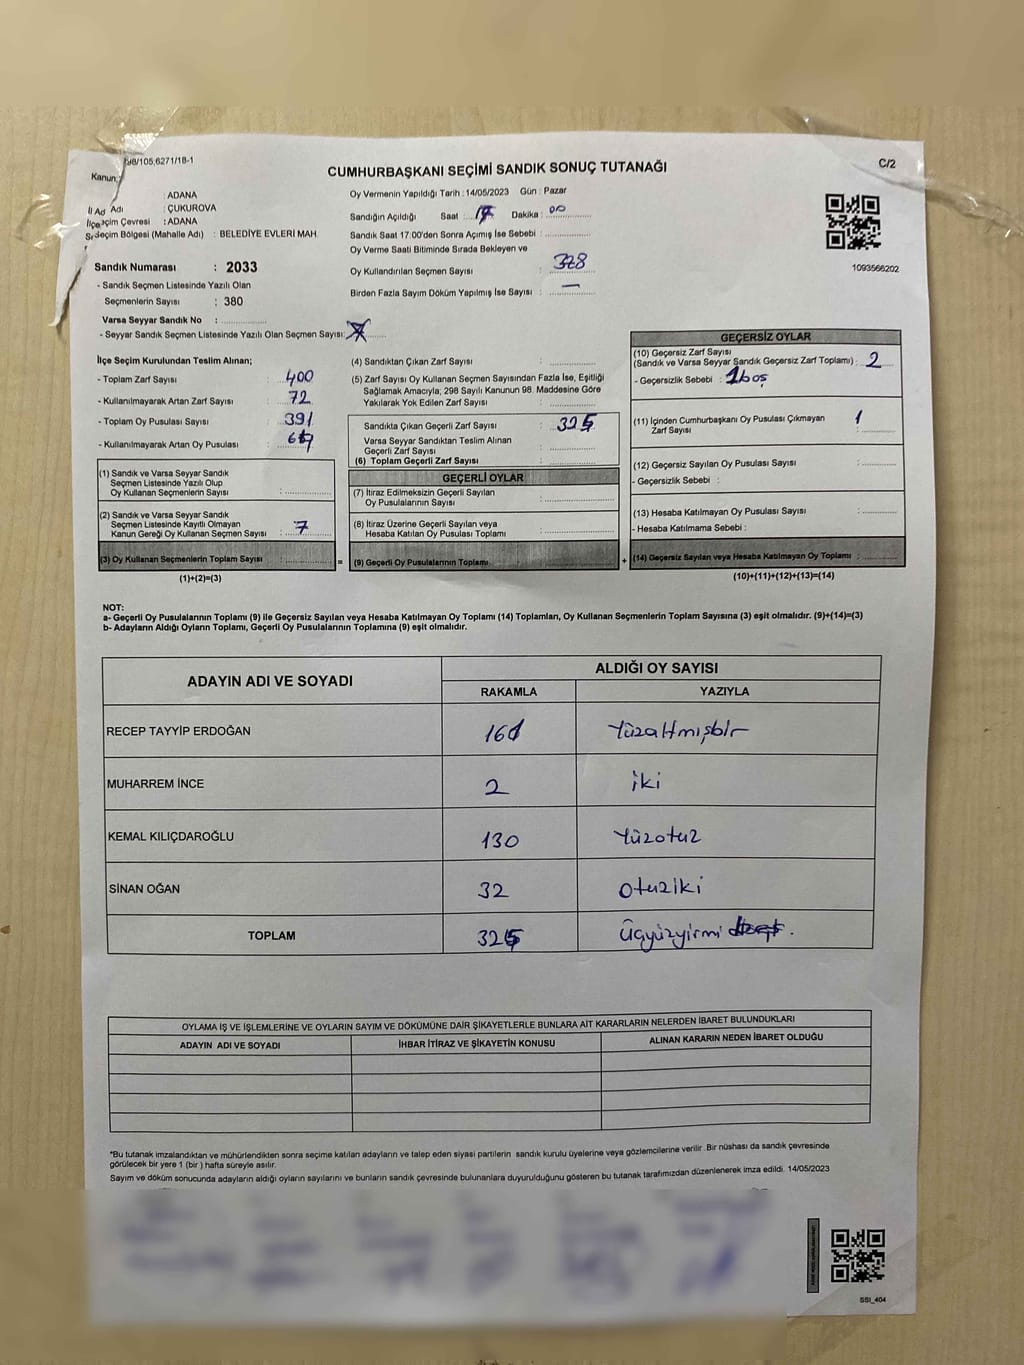 298/105,6271/18-1
C/2
CUMHURBAŞKANI SEÇİMİ SANDIK SONUÇ TUTANAĞI
Kanun:
İl Adı : ADANA
İlçe Adı : ÇUKUROVA
Seçim Çevresi : ADANA
Seçim Bölgesi (Mahalle Adı) : BELEDİYE EVLERİ MAH.
Sandık Numarası : 2033
- Sandık Seçmen Listesinde Yazılı Olan
Seçmenlerin Sayısı : 380
Varsa Seyyar Sandık No :
- Seyyar Sandık Seçmen Listesinde Yazılı Olan Seçmen Sayısı:
Oy Vermenin Yapıldığı Tarih : 14/05/2023 Gün : Pazar
Sandığın Açıldığı Saat : 17 Dakika : 00
Sandık Saat 17:00'den Sonra Açımış İse Sebebi :
Oy Verme Saati Bitiminde Sırada Bekleyen ve
Oy Kullandırılan Seçmen Sayısı : 328
Birden Fazla Sayım Döküm Yapılmış İse Sayısı : —
1093566202
İlçe Seçim Kurulundan Teslim Alınan;
- Toplam Zarf Sayısı : 400
- Kullanılmayarak Artan Zarf Sayısı : 72
- Toplam Oy Pusulası Sayısı : 391
- Kullanılmayarak Artan Oy Pusulası :
(1) Sandık ve Varsa Seyyar Sandık
Seçmen Listesinde Yazılı Olup
Oy Kullanan Seçmenlerin Sayısı :
(2) Sandık ve Varsa Seyyar Sandık
Seçmen Listesinde Kayıtlı Olmayan
Kanun Gereği Oy Kullanan Seçmen Sayısı : 7
(3) Oy Kullanan Seçmenlerin Toplam Sayısı :
(1)+(2)=(3)
=
(4) Sandıktan Çıkan Zarf Sayısı :
(5) Zarf Sayısı Oy Kullanan Seçmen Sayısından Fazla İse, Eşitliği
Sağlamak Amacıyla, 298 Sayılı Kanunun 98. Maddesine Göre
Yakılarak Yok Edilen Zarf Sayısı :
Sandıkta Çıkan Geçerli Zarf Sayısı : 325
Varsa Seyyar Sandıktan Teslim Alınan
Geçerli Zarf Sayısı :
(6) Toplam Geçerli Zarf Sayısı :
GEÇERLİ OYLAR
(7) İtiraz Edilmeksizin Geçerli Sayılan
Oy Pusulalarının Sayısı :
(8) İtiraz Üzerine Geçerli Sayılan veya
Hesaba Katılan Oy Pusulası Toplamı :
(9) Geçerli Oy Pusulalarının Toplamı :
+
GEÇERSİZ OYLAR
(10) Geçersiz Zarf Sayısı
(Sandık ve Varsa Seyyar Sandık Geçersiz Zarf Toplamı) : 2
- Geçersizlik Sebebi : 1boş
(11) İçinden Cumhurbaşkanı Oy Pusulası Çıkmayan
Zarf Sayısı : 1
(12) Geçersiz Sayılan Oy Pusulası Sayısı :
- Geçersizlik Sebebi :
(13) Hesaba Katılmayan Oy Pusulası Sayısı :
- Hesaba Katılmama Sebebi :
(14) Geçersiz Sayılan veya Hesaba Katılmayan Oy Toplamı :
(10)+(11)+(12)+(13)=(14)
NOT:
a- Geçerli Oy Pusulalarının Toplamı (9) ile Geçersiz Sayılan veya Hesaba Katılmayan Oy Toplamı (14) Toplamları, Oy Kullanan Seçmenlerin Toplam Sayısına (3) eşit olmalıdır. (9)+(14)=(3)
b- Adayların Aldığı Oyların Toplamı, Geçerli Oy Pusulalarının Toplamına (9) eşit olmalıdır.
ADAYIN ADI VE SOYADI
ALDIĞI OY SAYISI
RAKAMLA YAZIYLA
RECEP TAYYİP ERDOĞAN 161 Yüzaltmışbir
MUHARREM İNCE 2 iki
KEMAL KILIÇDAROĞLU 130 Yüzotuz
SİNAN OĞAN 32 otuziki
TOPLAM 325 Üçyüzyirmi
OYLAMA İŞ VE İŞLEMLERİNE VE OYLARIN SAYIM VE DÖKÜMÜNE DAİR ŞİKAYETLERLE BUNLARA AİT KARARLARIN NELERDEN İBARET BULUNDUKLARI
ADAYIN ADI VE SOYADI İHBAR İTİRAZ VE ŞİKAYETİN KONUSU ALINAN KARARIN NEDEN İBARET OLDUĞU
*Bu tutanak imzalandıktan ve mühürlendikten sonra seçime katılan adayların ve talep eden siyasi partilerin sandık kurulu üyelerine veya gözlemcilerine verilir .Bir nüshası da sandık çevresinde
görülecek bir yere 1 (bir ) hafta süreyle asılır.
Sayım ve döküm sonucunda adayların aldığı oyların sayılarını ve bunların sandık çevresinde bulunanlara duyurulduğunu gösteren bu tutanak tarafımızdan düzenlenerek imza edildi. 14/05/2023
SSI_404